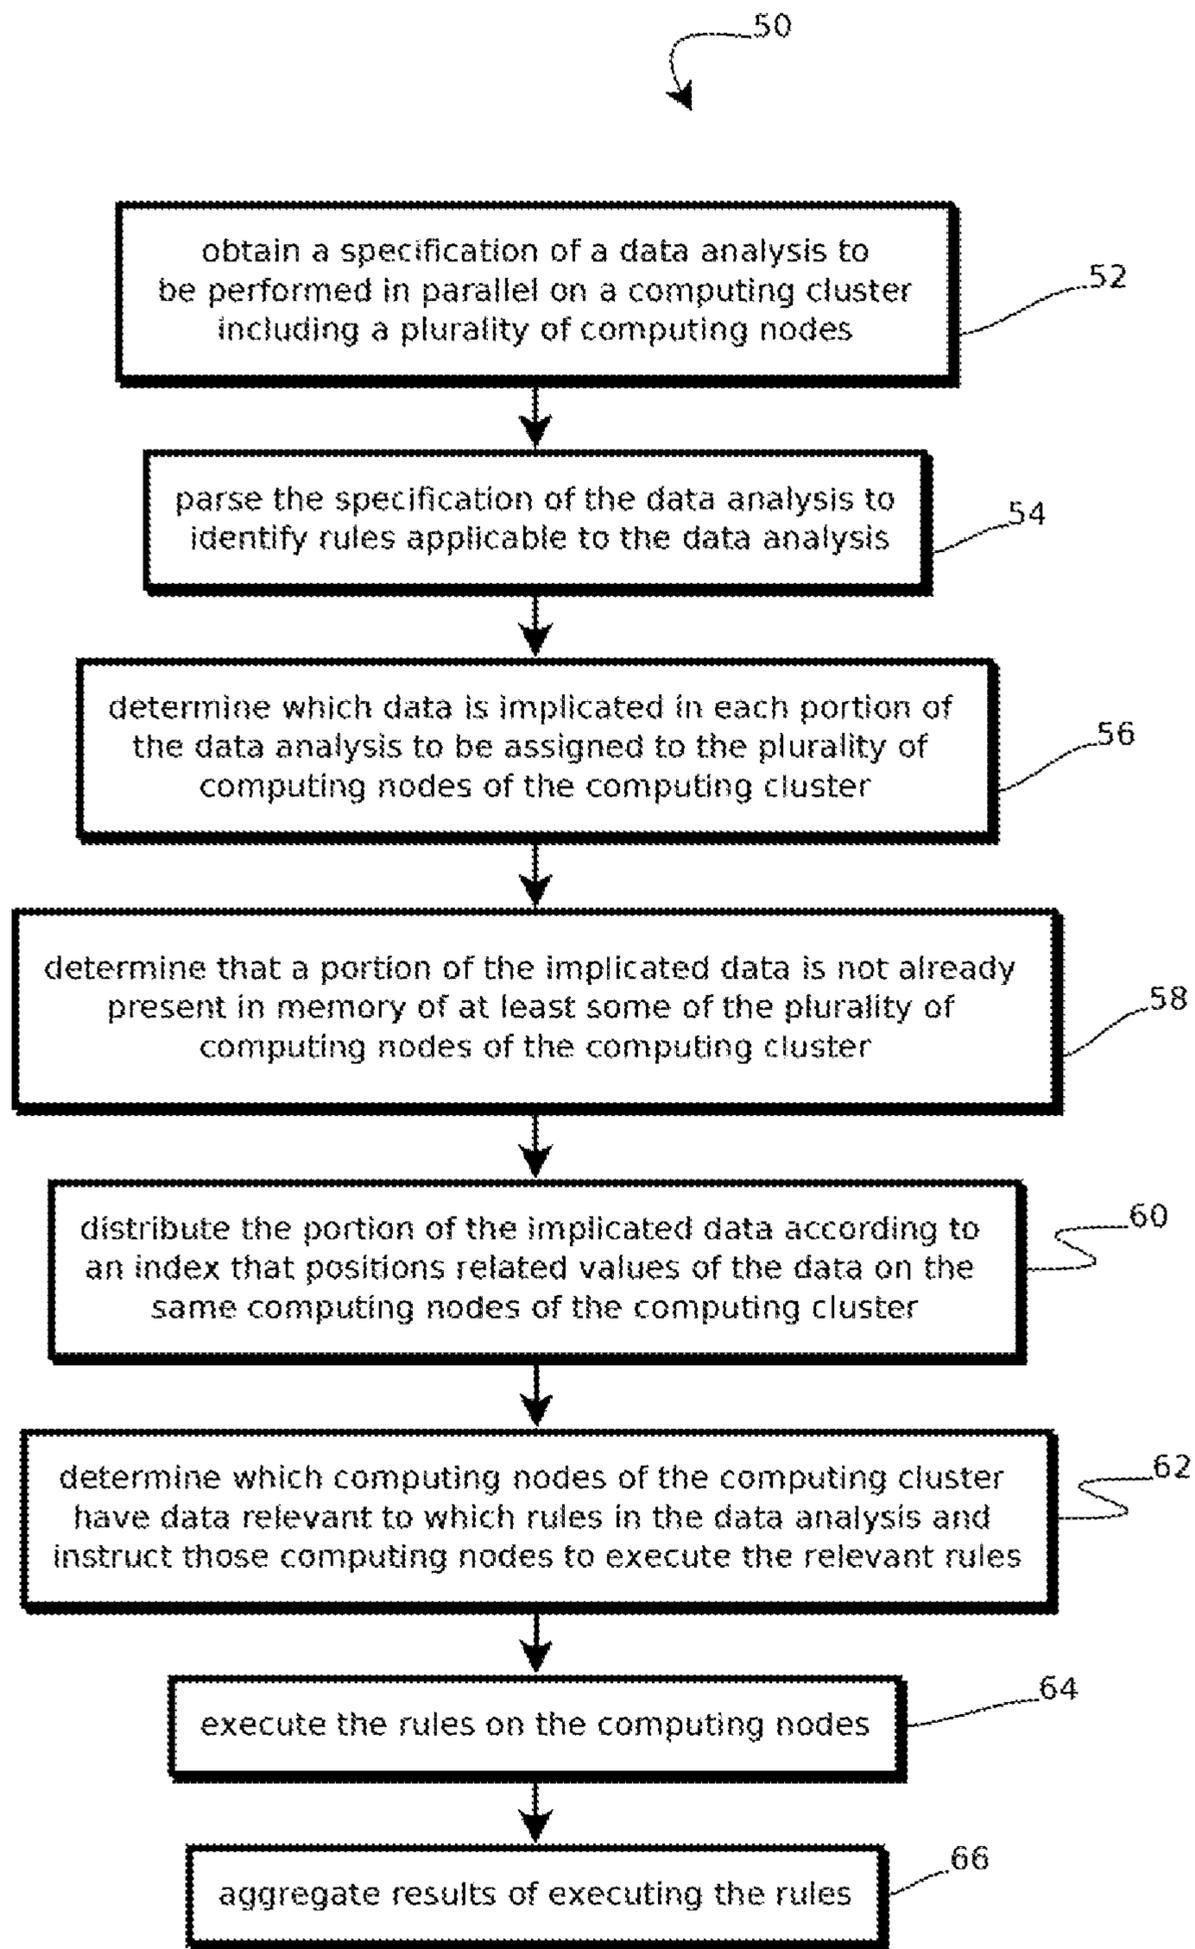 50
obtain a specification of a data analysis to
be performed in parallel on a computing cluster
including a plurality of computing nodes
52
parse the specification of the data analysis to
identify rules applicable to the data analysis
54
determine which data is implicated in each portion of
the data analysis to be assigned to the plurality of
computing nodes of the computing cluster
56
determine that a portion of the implicated data is not already
present in memory of at least some of the plurality of
computing nodes of the computing cluster
58
distribute the portion of the implicated data according to
an index that positions related values of the data on the
same computing nodes of the computing cluster
60
determine which computing nodes of the computing cluster
have data relevant to which rules in the data analysis and
instruct those computing nodes to execute the relevant rules
62
execute the rules on the computing nodes
64
aggregate results of executing the rules
66